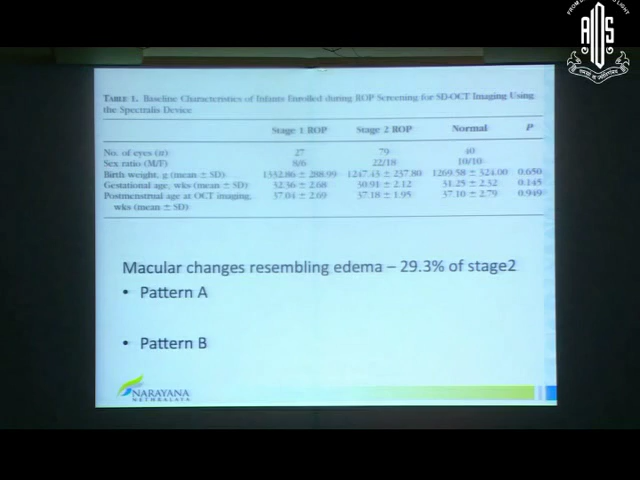 AIOS
TABLE 1. Baseline Characteristics of Infants Enrolled during ROP Screening for SD-OCT Imaging Using
the Spectralis Device
Stage 1 ROP Stage 2 ROP Normal P
No. of eyes (n) 27 79 40
Sex ratio (M/F) 8/6 22/18 10/10
Birth weight, g (mean ± SD) 1332.86 ± 208.99 1247.43 ± 237.80 1269.58 ± 324.00 0.650
Gestational age, wks (mean ± SD) 32.36 ± 2.68 30.91 ± 2.12 31.25 ± 2.32 0.145
Postmenstrual age at OCT imaging, 37.04 ± 2.69 37.18 ± 1.95 37.10 ± 2.79 0.949
wks (mean ± SD)
Macular changes resembling edema – 29.3% of stage2
• Pattern A
• Pattern B
NARAYANA
NETHRALAYA